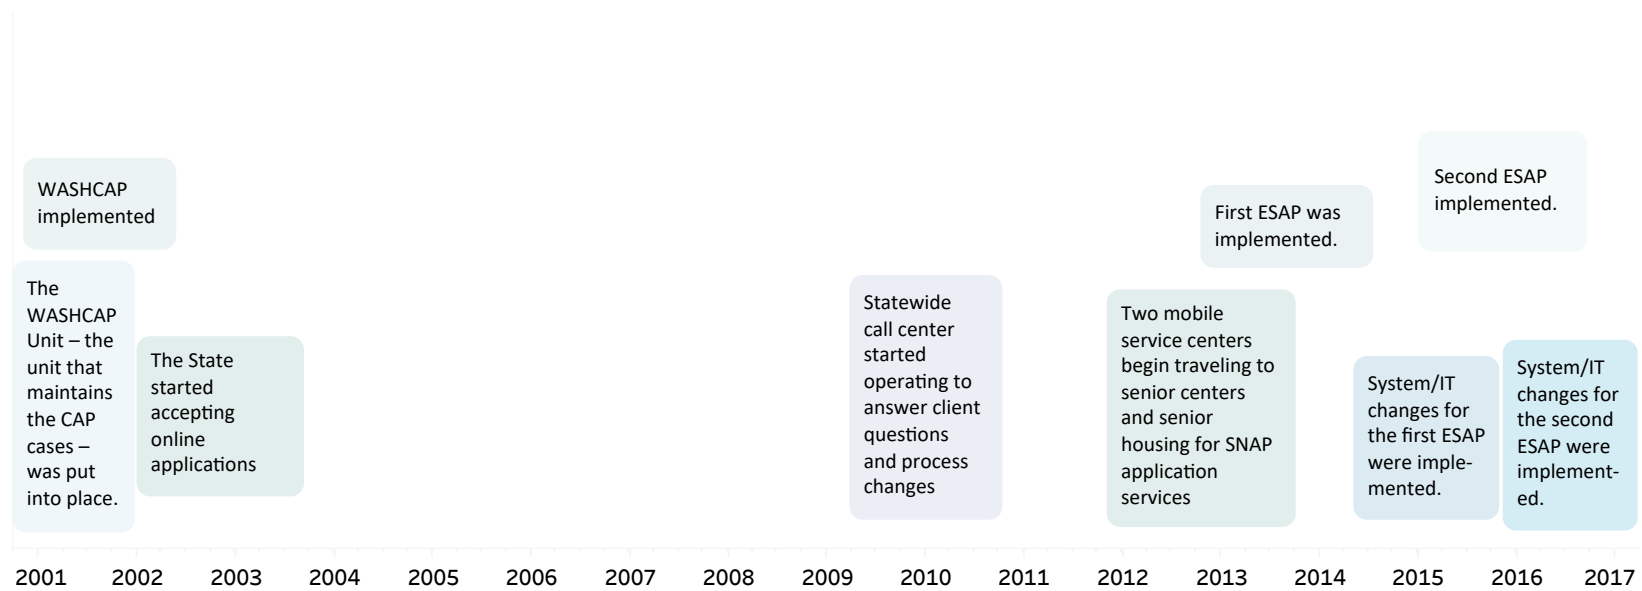 WASHCAP
implemented
The
WASHCAP
Unit – the
unit that
maintains
the CAP
cases –
was put
into place.
The State
started
accepting
online
applications
Statewide
call center
started
operating to
answer client
questions
and process
changes
Two mobile
service centers
begin traveling to
senior centers
and senior
housing for SNAP
application
services
First ESAP was
implemented.
System/IT
changes for
the first ESAP
were imple-
mented.
Second ESAP
implemented.
System/IT
changes for
the second
ESAP were
implement-
ed.
2001 2002 2003 2004 2005 2006 2007 2008 2009 2010 2011 2012 2013 2014 2015 2016 2017